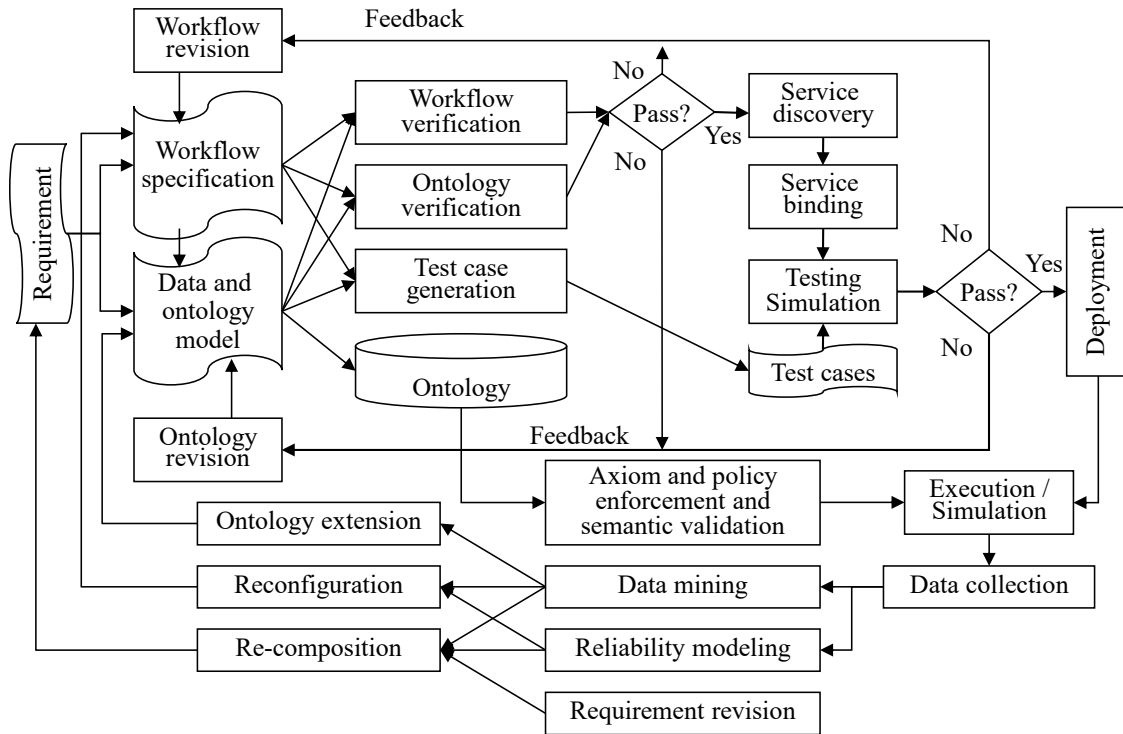 Feedback
Workflow
revision
No
Workflow
verification
Pass?
Yes
No
Service
discovery
Workflow
specification
Requirement
Ontology
verification
Service
binding
Test case
generation
Data and
ontology
model
Testing
Simulation
No
Pass?
Yes
No
Deployment
Ontology
Test cases
Ontology
revision
Feedback
Axiom and policy
enforcement and
semantic validation
Execution /
Simulation
Ontology extension
Reconfiguration
Data mining
Data collection
Re-composition
Reliability modeling
Requirement revision